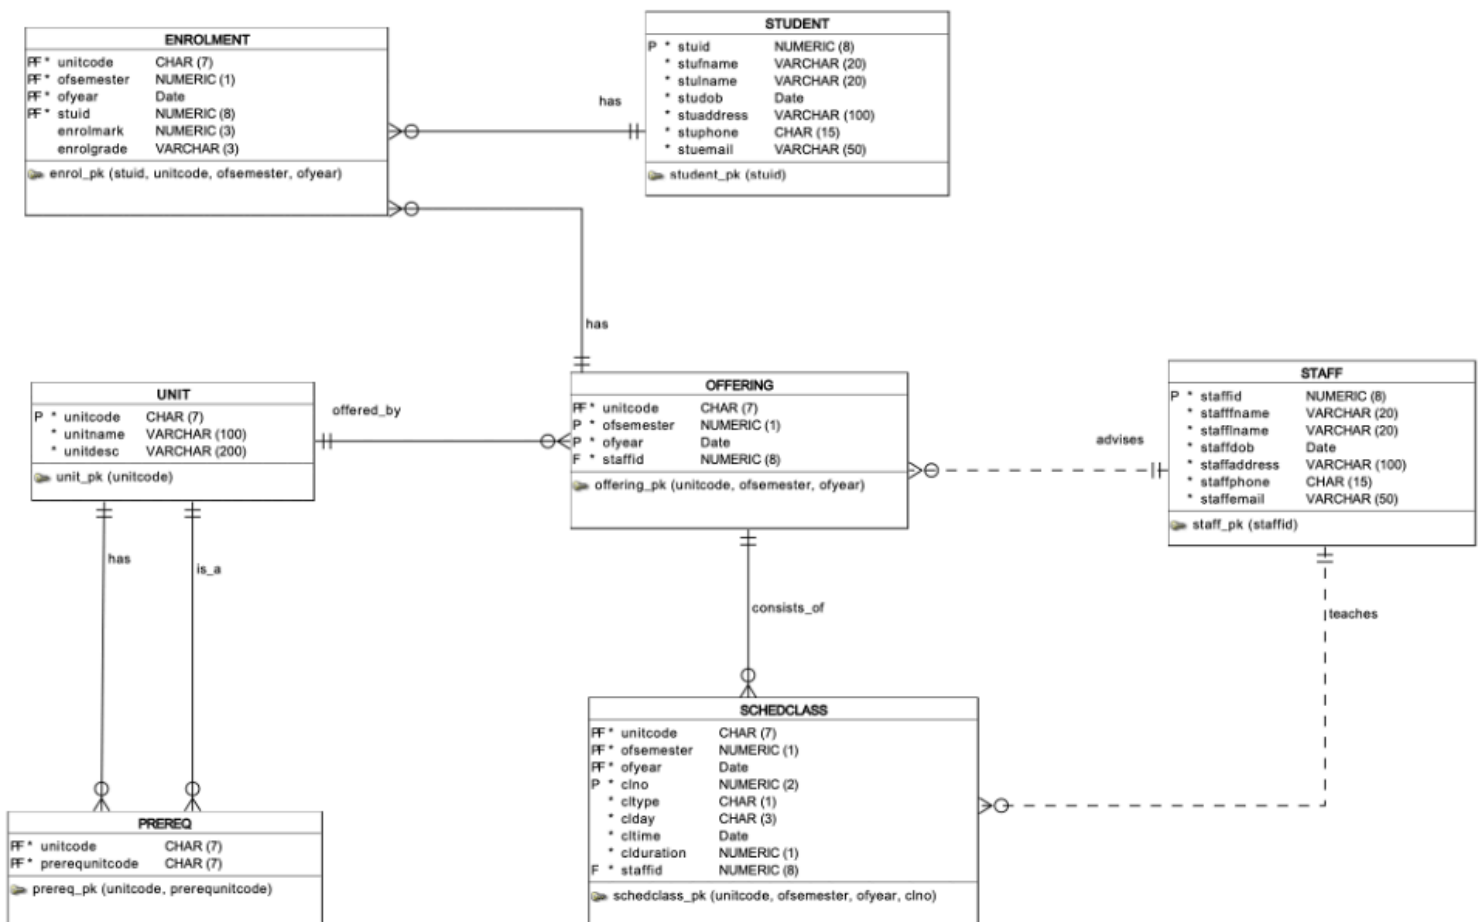 ENROLMENT
PF * unitcode CHAR (7)
PF * ofsemester NUMERIC (1)
PF * ofyear Date
PF * stuid NUMERIC (8)
enrolmark NUMERIC (3)
enrolgrade VARCHAR (3)
enrol_pk (stuid, unitcode, ofsemester, ofyear)
has
STUDENT
P * stuid NUMERIC (8)
* stufname VARCHAR (20)
* stulname VARCHAR (20)
* studob Date
* stuaddress VARCHAR (100)
* stuphone CHAR (15)
* stuemail VARCHAR (50)
student_pk (stuid)
has
UNIT
P * unitcode CHAR (7)
* unitname VARCHAR (100)
* unitdesc VARCHAR (200)
unit_pk (unitcode)
offered_by
OFFERING
PF * unitcode CHAR (7)
P * ofsemester NUMERIC (1)
P * ofyear Date
F * staffid NUMERIC (8)
offering_pk (unitcode, ofsemester, ofyear)
advises
STAFF
P * staffid NUMERIC (8)
* stafffname VARCHAR (20)
* stafflname VARCHAR (20)
* staffdob Date
* staffaddress VARCHAR (100)
* staffphone CHAR (15)
* staffemail VARCHAR (50)
staff_pk (staffid)
has
is_a
consists_of
teaches
PREREQ
PF * unitcode CHAR (7)
PF * prerequnitcode CHAR (7)
prereq_pk (unitcode, prerequnitcode)
SCHEDCLASS
PF * unitcode CHAR (7)
PF * ofsemester NUMERIC (1)
PF * ofyear Date
P * clno NUMERIC (2)
* cltype CHAR (1)
* clday CHAR (3)
* cltime Date
* clduration NUMERIC (1)
F * staffid NUMERIC (8)
schedclass_pk (unitcode, ofsemester, ofyear, clno)